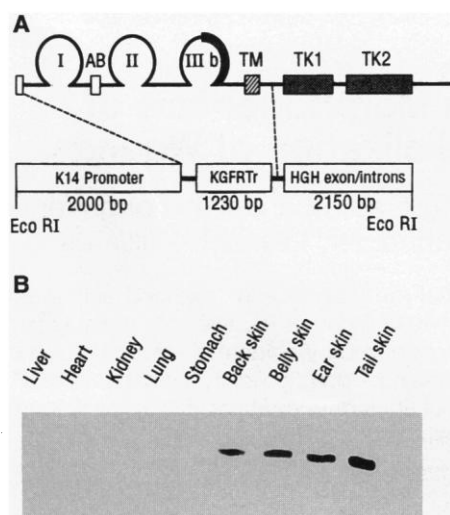 A
I AB II III b TM TK1 TK2
K14 Promoter KGFRTr HGH exon/introns
2000 bp 1230 bp 2150 bp
Eco RI Eco RI
B
Liver Heart Kidney Lung Stomach Back skin Belly skin Ear skin Tail skin